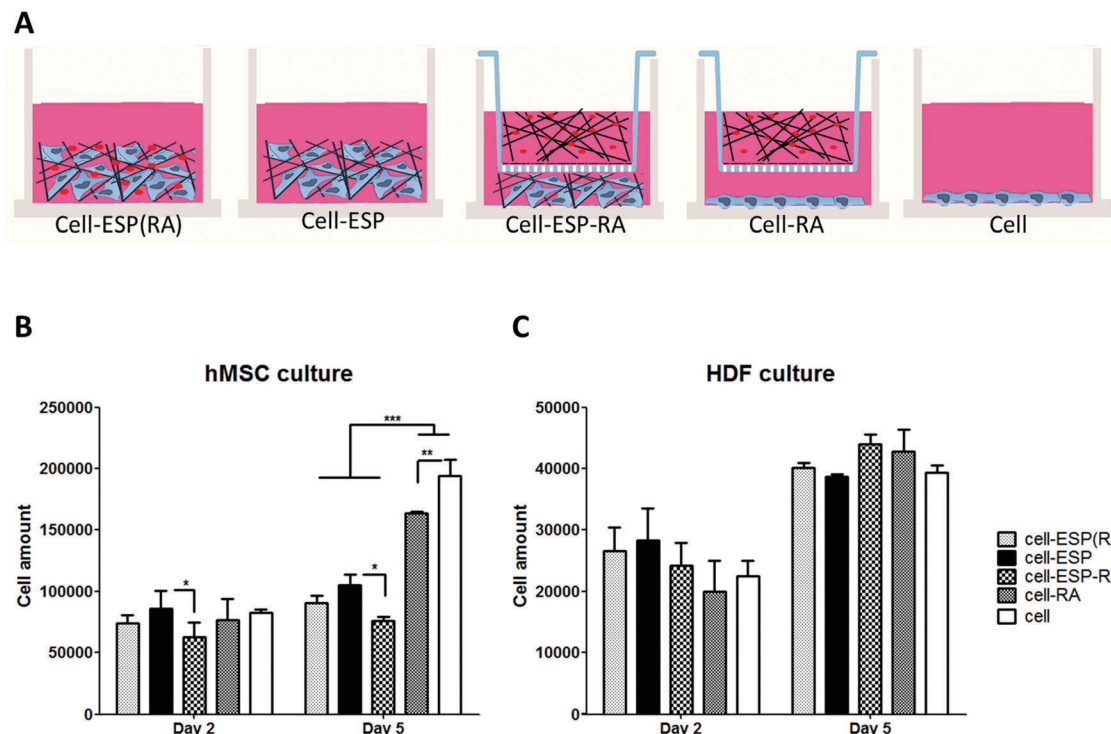 A
Cell-ESP(RA)
Cell-ESP
Cell-ESP-RA
Cell-RA
Cell
B
hMSC culture
Cell amount
250000
200000
150000
100000
50000
0
*
*
***
**
Day 2
Day 5
C
HDF culture
Cell amount
50000
40000
30000
20000
10000
0
Day 2
Day 5
cell-ESP(R
cell-ESP
cell-ESP-R
cell-RA
cell